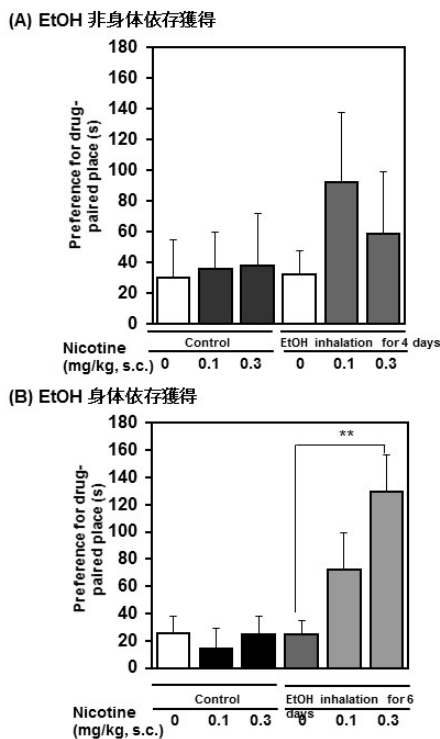 (A) EtOH 非身体依存獲得
180
160
140
120
100
80
60
40
20
0
Preference for drug-
paired place (s)
Control
EtOH inhalation for 4 days
Nicotine
(mg/kg, s.c.)
0 0.1 0.3 0 0.1 0.3
(B) EtOH 身体依存獲得
180
160
140
120
100
80
60
40
20
0
Preference for drug-
paired place (s)
**
Control
EtOH inhalation for 6
days
Nicotine
(mg/kg, s.c.)
0 0.1 0.3 0 0.1 0.3